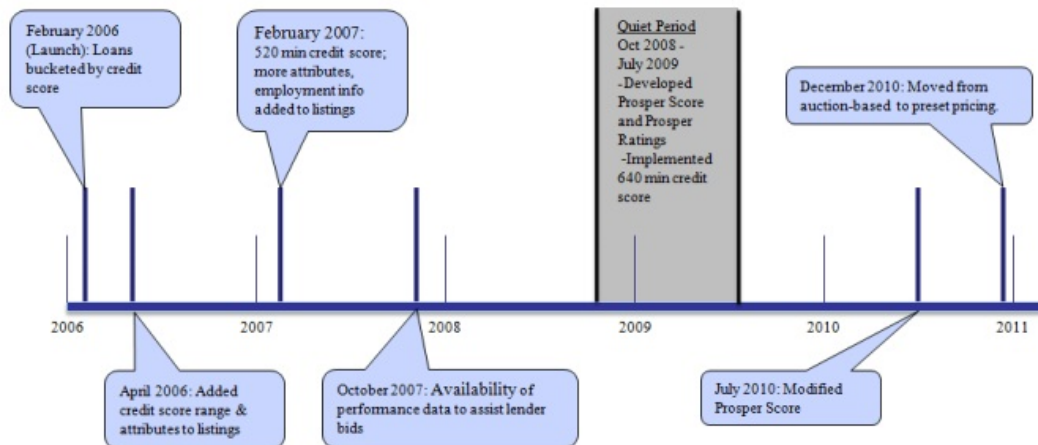 February 2006
(Launch): Loans
bucketed by credit
score
February 2007:
520 min credit score;
more attributes,
employment info
added to listings
Quiet Period
Oct 2008 -
July 2009
-Developed
Prosper Score
and Prosper
Ratings
-Implemented
640 min credit
score
December 2010: Moved from
auction-based to preset pricing.
2006
2007
2008
2009
2010
2011
April 2006: Added
credit score range &
attributes to listings
October 2007: Availability of
performance data to assist lender
bids
July 2010: Modified
Prosper Score